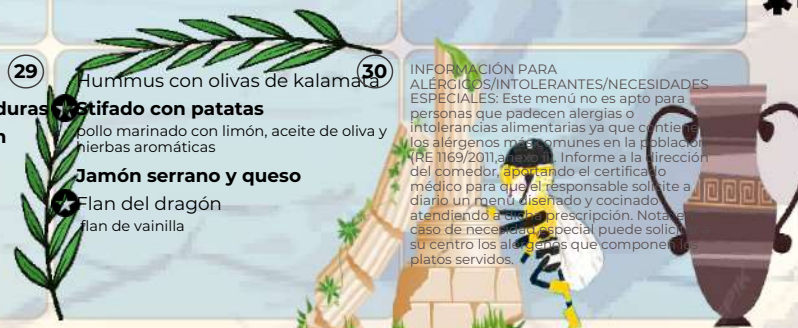 29
duras
n
Hummus con olivas de kalamata
Stifado con patatas
pollo marinado con limón, aceite de oliva y
hierbas aromáticas
Jamón serrano y queso
Flan del dragón
flan de vainilla
30
INFORMACIÓN PARA
ALÉRGICOS/INTOLERANTES/NECESIDADES
ESPECIALES: Este menú no es apto para
personas que padecen alergias o
intolerancias alimentarias ya que contiene
los alérgenos más comunes en la población
(RE 1169/2011,anexo II). Informe a la dirección
del comedor, aportando el certificado
médico para que el responsable solicite a
diario un menú diseñado y cocinado
atendiendo a dicha prescripción. Nota: en
caso de necesidad especial puede solicitar
su centro los alérgenos que componen los
platos servidos.